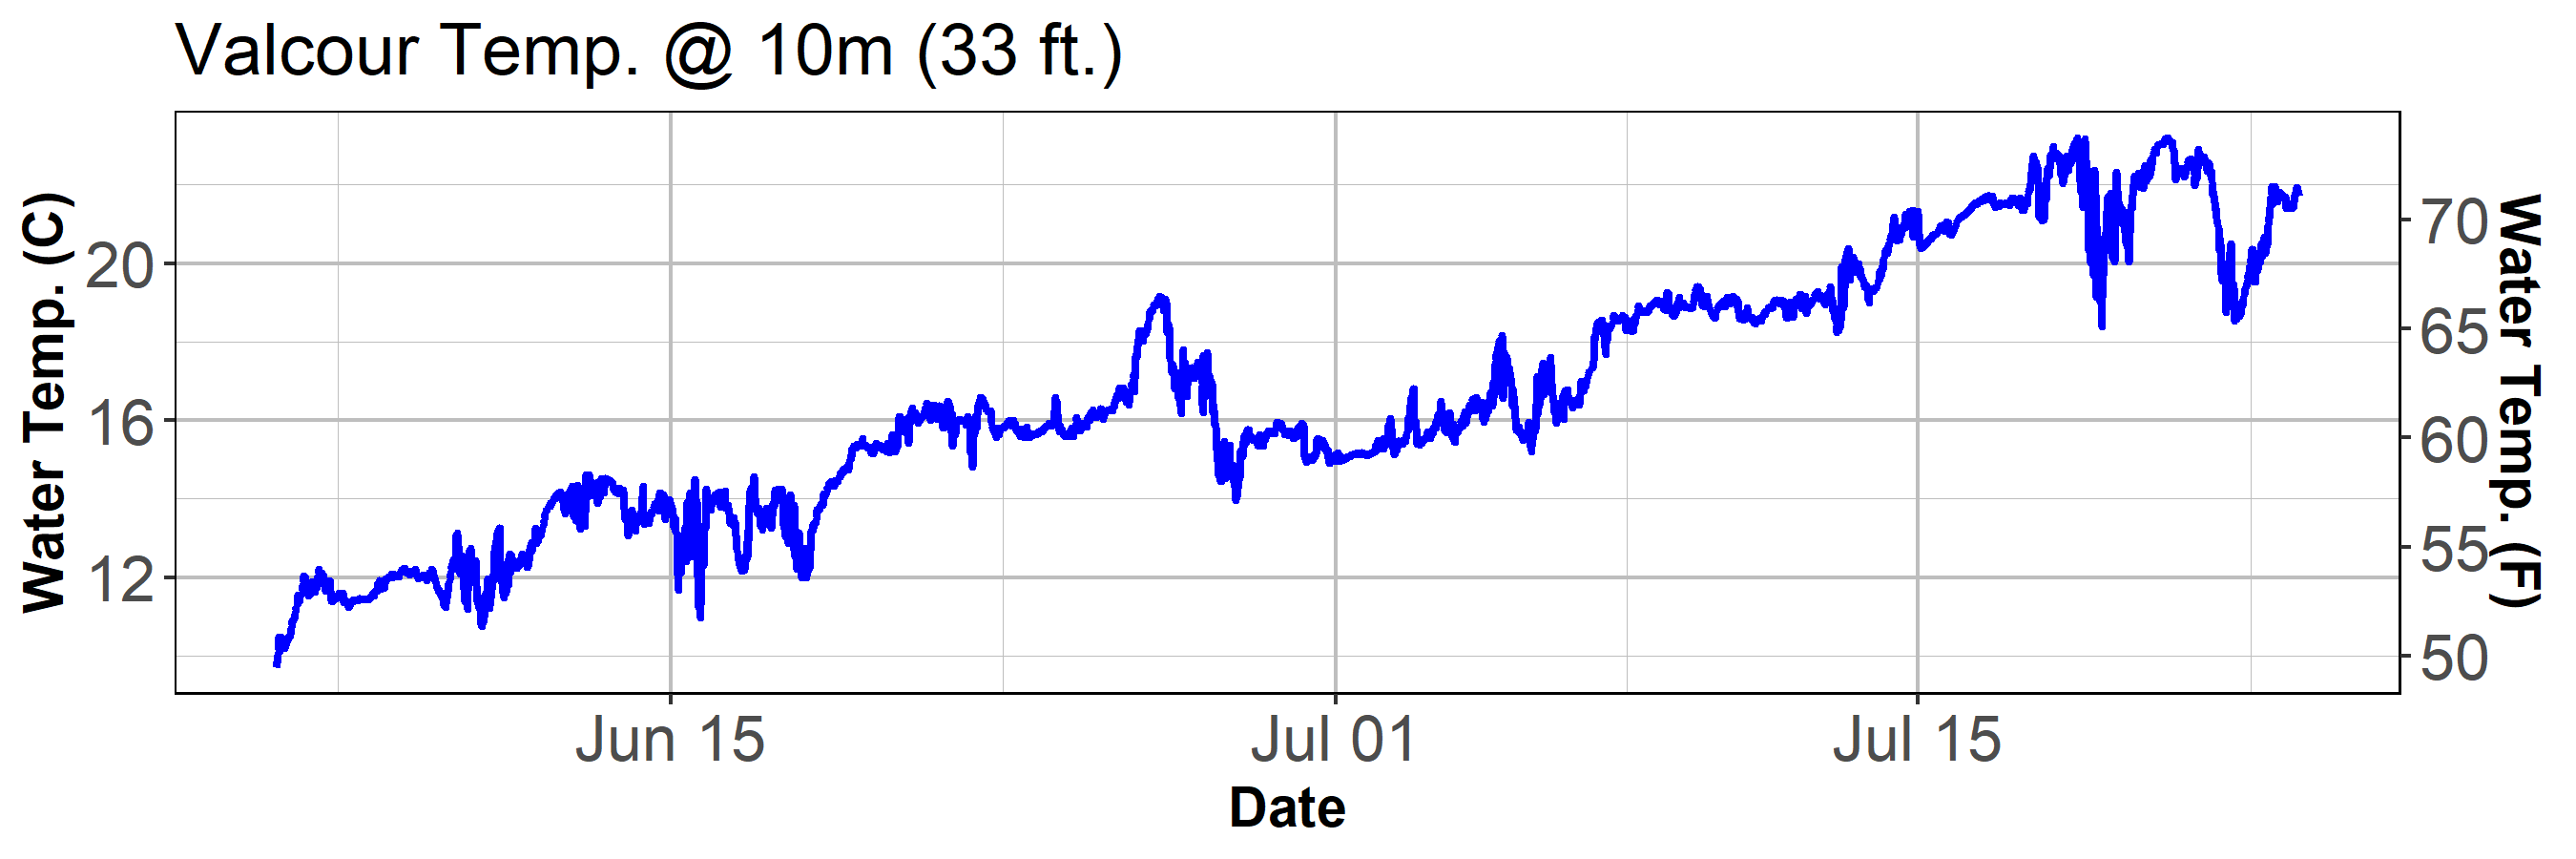 Valcour Temp. @ 10m (33 ft.)
Water Temp. (C)
20
16
12
70
65
60
55
50
Water Temp. (F)
Jun 15
Jul 01
Jul 15
Date